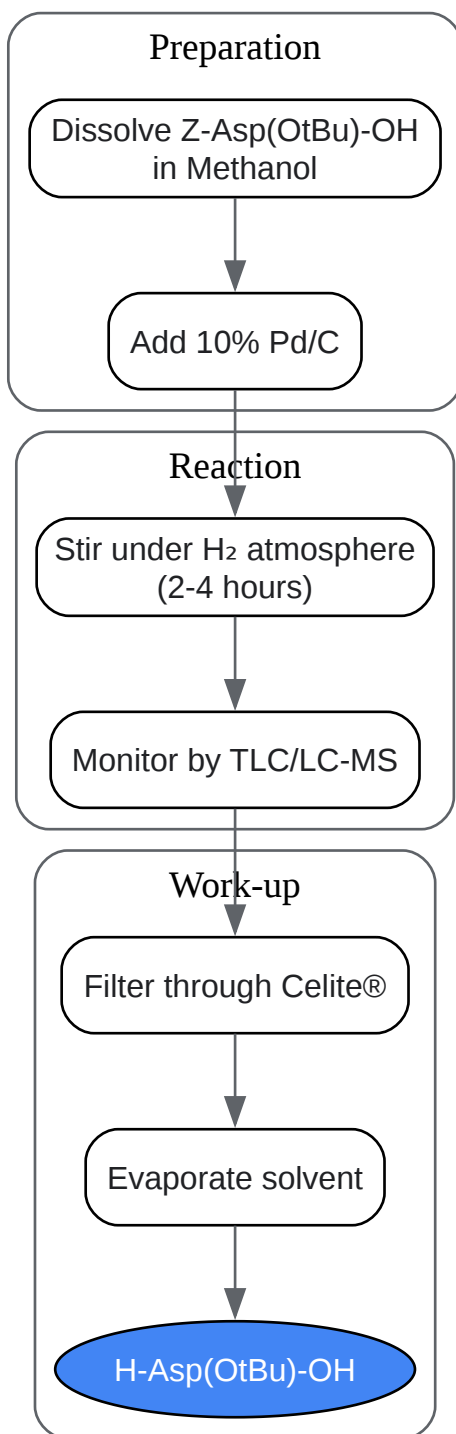 Preparation
Dissolve Z-Asp(OtBu)-OH
in Methanol
Add 10% Pd/C
Reaction
Stir under H₂ atmosphere
(2-4 hours)
Monitor by TLC/LC-MS
Work-up
Filter through Celite®
Evaporate solvent
H-Asp(OtBu)-OH